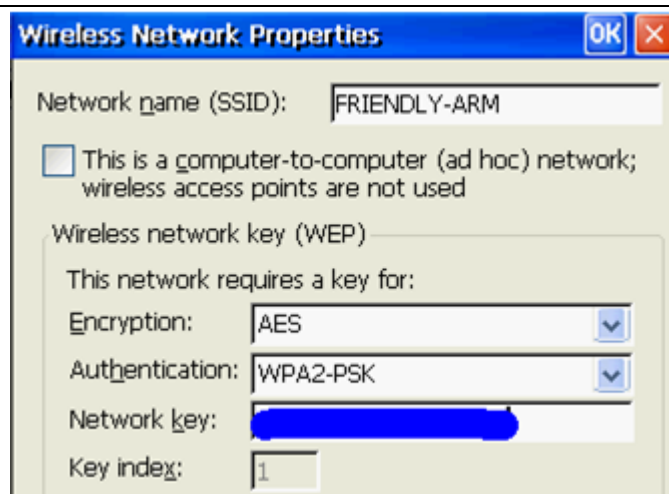 Wireless Network Properties OK
Network name (SSID): FRIENDLY-ARM
This is a computer-to-computer (ad hoc) network;
wireless access points are not used
Wireless network key (WEP)
This network requires a key for:
Encryption: AES
Authentication: WPA2-PSK
Network key:
Key index: 1